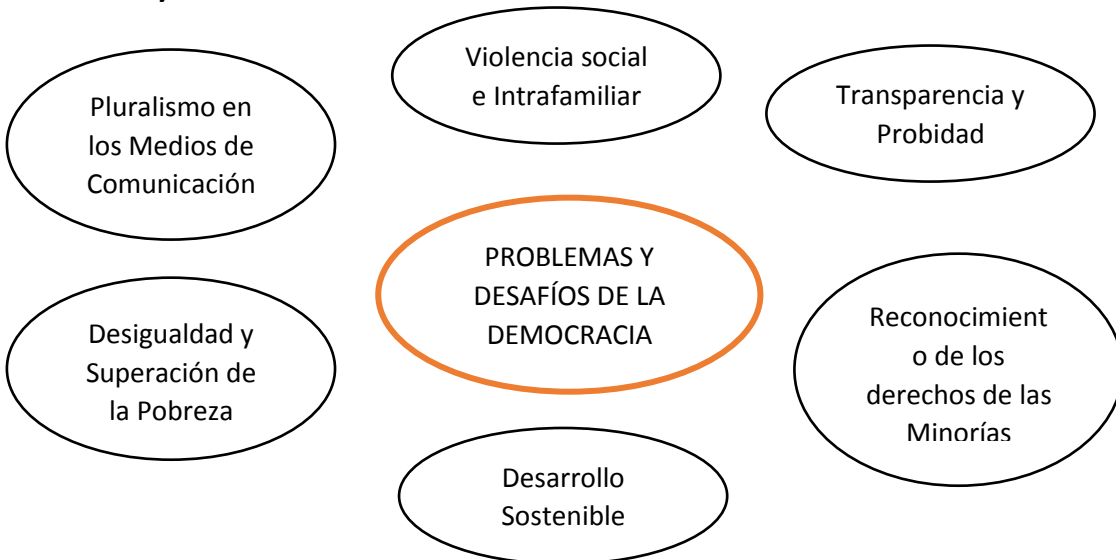 Violencia social
e Intrafamiliar
Pluralismo en
los Medios de
Comunicación
Transparencia y
Probidad
PROBLEMAS Y
DESAFÍOS DE LA
DEMOCRACIA
Desigualdad y
Superación de
la Pobreza
Reconocimient
o de los
derechos de las
Minorías
Desarrollo
Sostenible